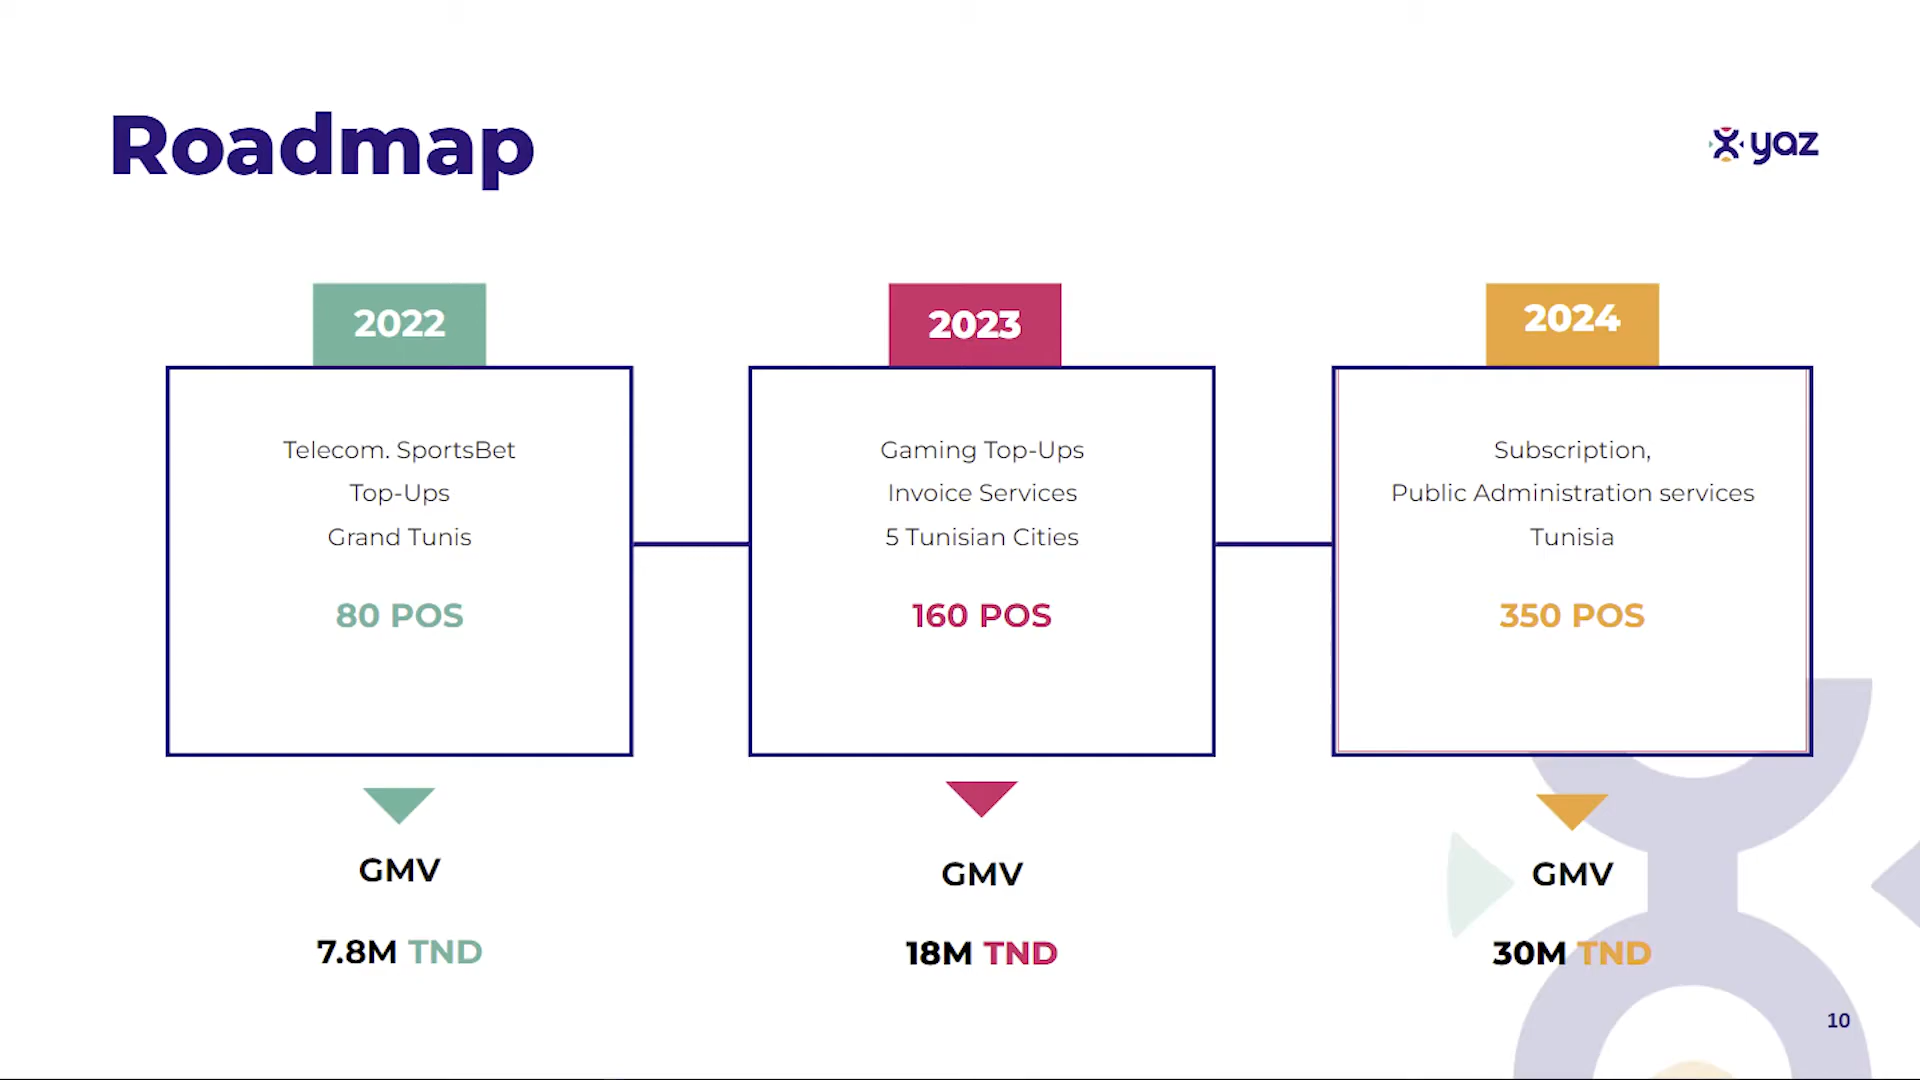 Roadmap
yaz
2022
Telecom. SportsBet
Top-Ups
Grand Tunis
80 POS
GMV
7.8M TND
2023
Gaming Top-Ups
Invoice Services
5 Tunisian Cities
160 POS
GMV
18M TND
2024
Subscription,
Public Administration services
Tunisia
350 POS
GMV
30M TND
10